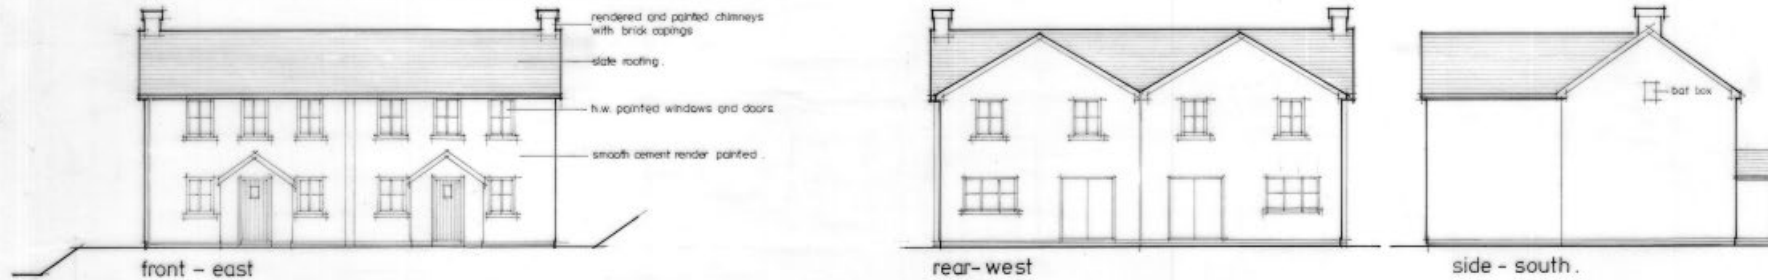 rendered and painted chimneys
with brick copings
slate roofing.
h.w. painted windows and doors
smooth cement render painted.
bat box
front - east
rear-west
side - south.